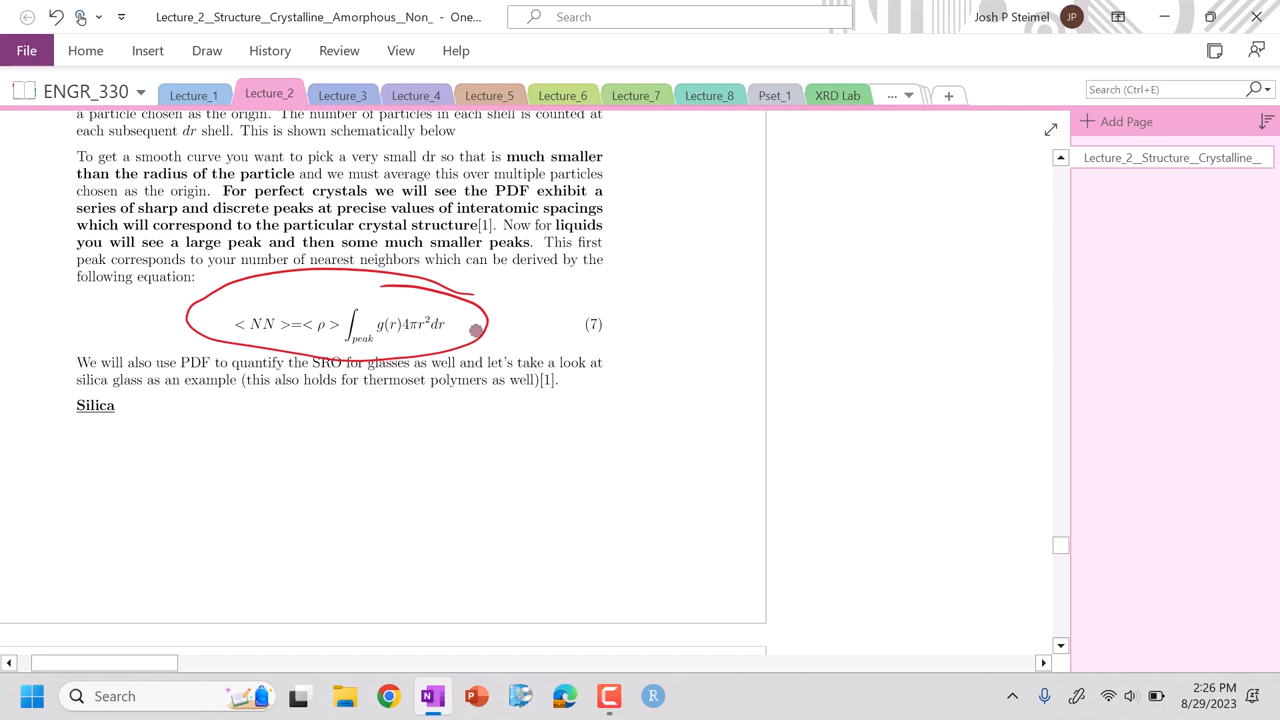 Lecture_2__Structure__Crystalline__Amorphous__Non_ - One...
Search
Josh P Steimel
JP
File
Home
Insert
Draw
History
Review
View
Help
ENGR_330
Lecture_1
Lecture_2
Lecture_3
Lecture_4
Lecture_5
Lecture_6
Lecture_7
Lecture_8
Pset_1
XRD Lab
...
Search (Ctrl+E)
Add Page
Lecture_2__Structure__Crystalline__
a particle chosen as the origin. The number of particles in each shell is counted at
each subsequent dr shell. This is shown schematically below
To get a smooth curve you want to pick a very small dr so that is much smaller
than the radius of the particle and we must average this over multiple particles
chosen as the origin. For perfect crystals we will see the PDF exhibit a
series of sharp and discrete peaks at precise values of interatomic spacings
which will correspond to the particular crystal structure[1]. Now for liquids
you will see a large peak and then some much smaller peaks. This first
peak corresponds to your number of nearest neighbors which can be derived by the
following equation:
< NN >=< ρ > ∫peak g(r)4πr²dr (7)
We will also use PDF to quantify the SRO for glasses as well and let's take a look at
silica glass as an example (this also holds for thermoset polymers as well)[1].
Silica
Search
R
2:26 PM
8/29/2023